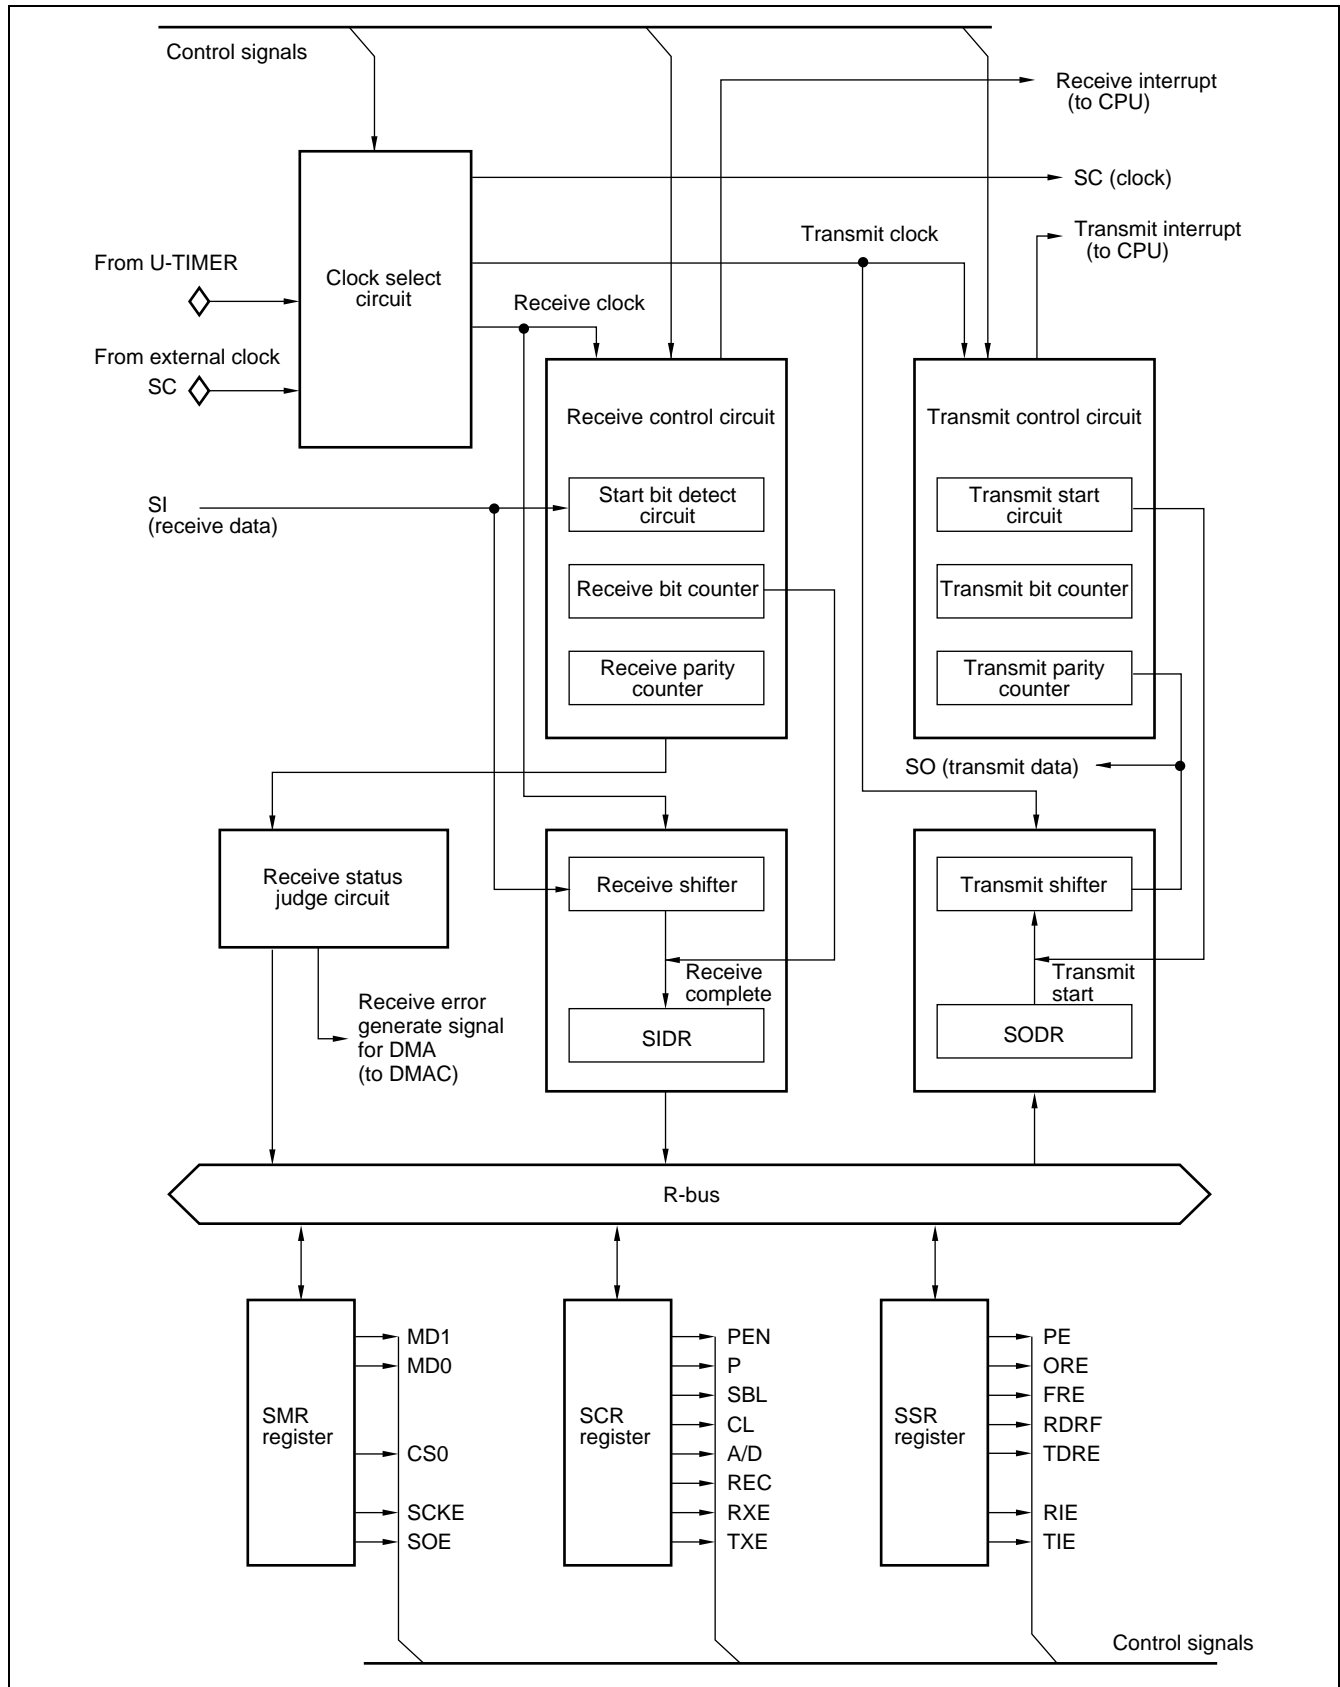 Control signals
Receive interrupt
(to CPU)
SC (clock)
Transmit clock
Transmit interrupt
(to CPU)
From U-TIMER
Clock select
circuit
Receive clock
From external clock
SC
Receive control circuit
Transmit control circuit
SI
(receive data)
Start bit detect
circuit
Transmit start
circuit
Receive bit counter
Transmit bit counter
Receive parity
counter
Transmit parity
counter
SO (transmit data)
Receive status
judge circuit
Receive shifter
Transmit shifter
Receive
complete
Transmit
start
Receive error
generate signal
for DMA
(to DMAC)
SIDR
SODR
R-bus
SMR
register
MD1
MD0
CS0
SCKE
SOE
SCR
register
PEN
P
SBL
CL
A/D
REC
RXE
TXE
SSR
register
PE
ORE
FRE
RDRF
TDRE
RIE
TIE
Control signals